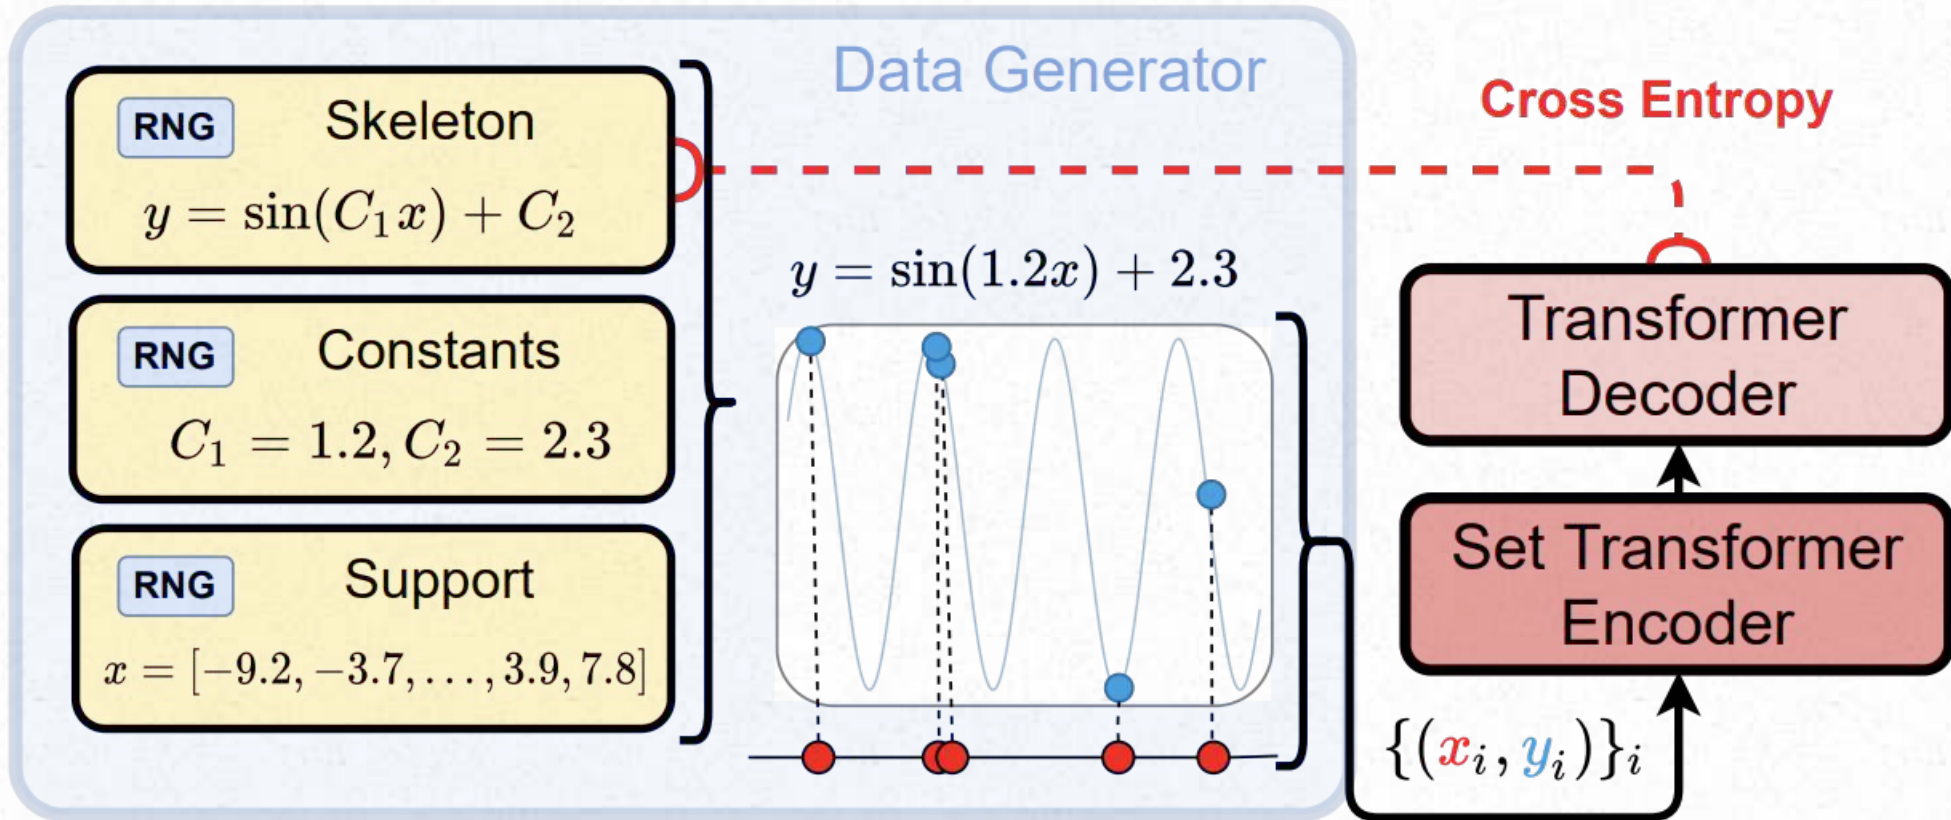 Data Generator
RNG Skeleton
y = sin(C₁x) + C₂
RNG Constants
C₁ = 1.2, C₂ = 2.3
RNG Support
x = [−9.2, −3.7, . . . , 3.9, 7.8]
y = sin(1.2x) + 2.3
Cross Entropy
Transformer
Decoder
Set Transformer
Encoder
{(xᵢ, yᵢ)}ᵢ